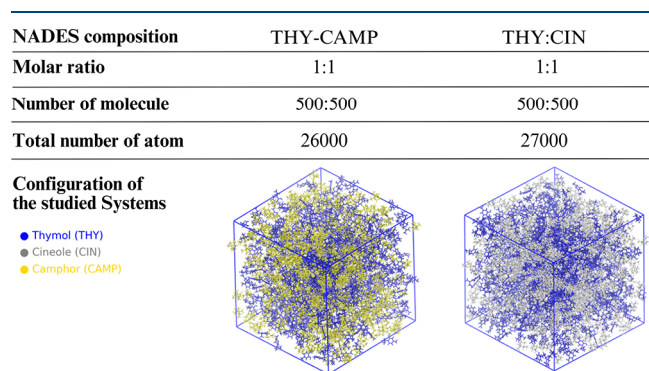 NADES composition THY-CAMP THY:CIN
Molar ratio 1:1 1:1
Number of molecule 500:500 500:500
Total number of atom 26000 27000
Configuration of
the studied Systems
Thymol (THY)
Cineole (CIN)
Camphor (CAMP)